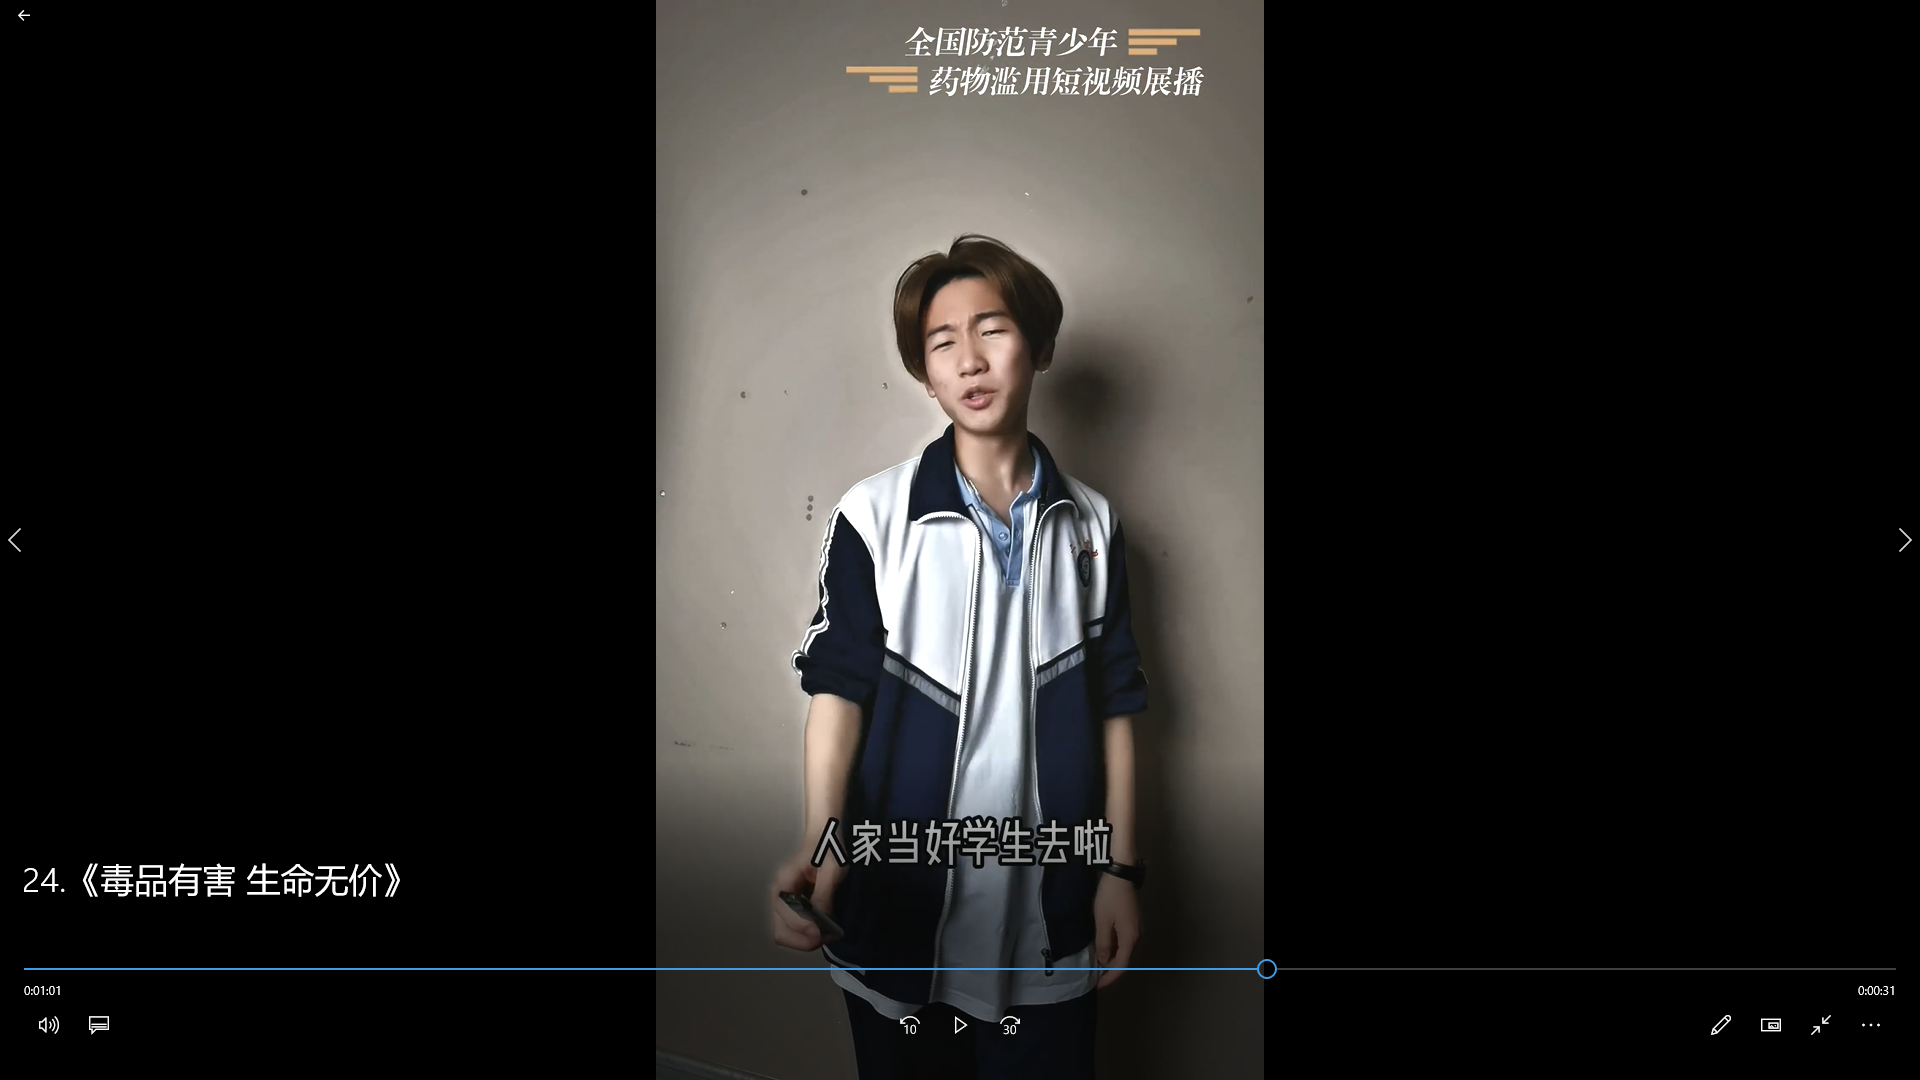 全国防范青少年
药物滥用短视频展播
人家当好学生去啦
24.《毒品有害 生命无价》
0:01:01
0:00:31
10
30